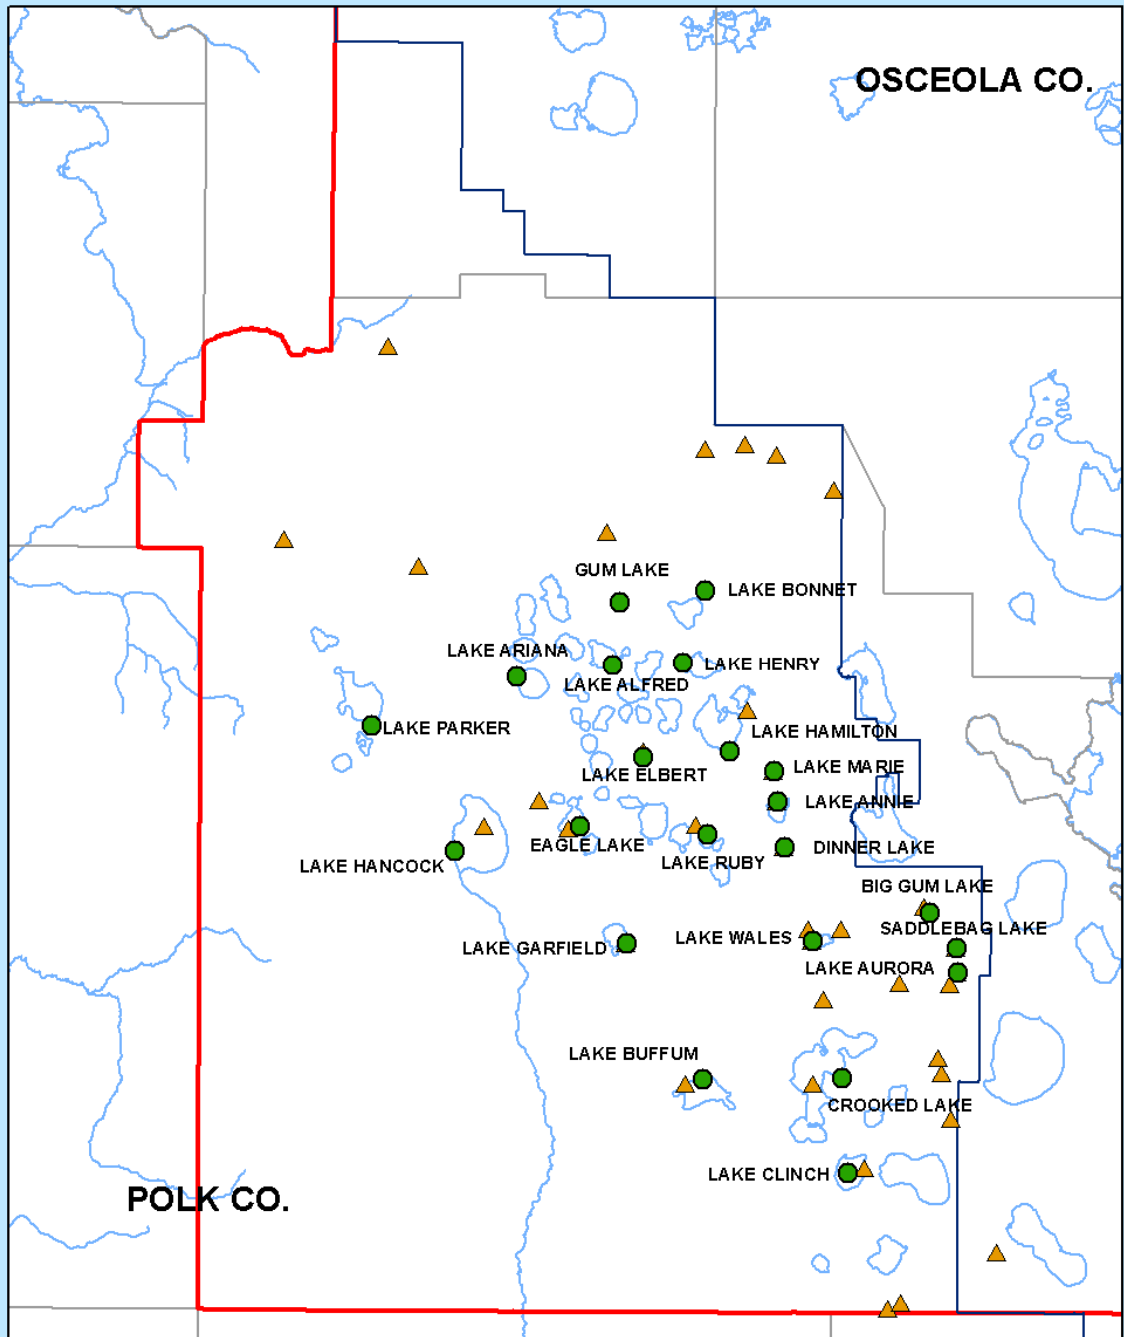 OSCEOLA CO.
GUM LAKE
LAKE BONNET
LAKE ARIANA
LAKE HENRY
LAKE ALFRED
LAKE PARKER
LAKE HAMILTON
LAKE ELBERT
LAKE MARIE
LAKE ANNIE
EAGLE LAKE
DINNER LAKE
LAKE RUBY
LAKE HANCOCK
BIG GUM LAKE
SADDLEBAG LAKE
LAKE WALES
LAKE GARFIELD
LAKE AURORA
LAKE BUFFUM
CROOKED LAKE
LAKE CLINCH
POLK CO.